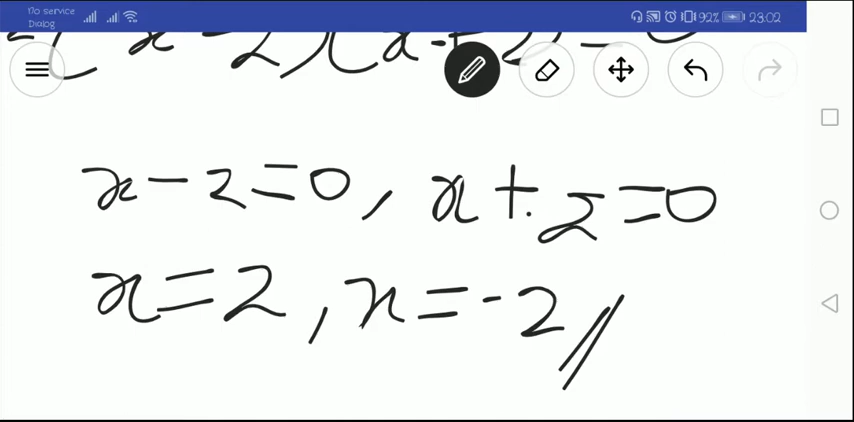 No service
Dialog
92% 23:02
x - 2 = 0, x + 2 = 0
x = 2, x = -2 //